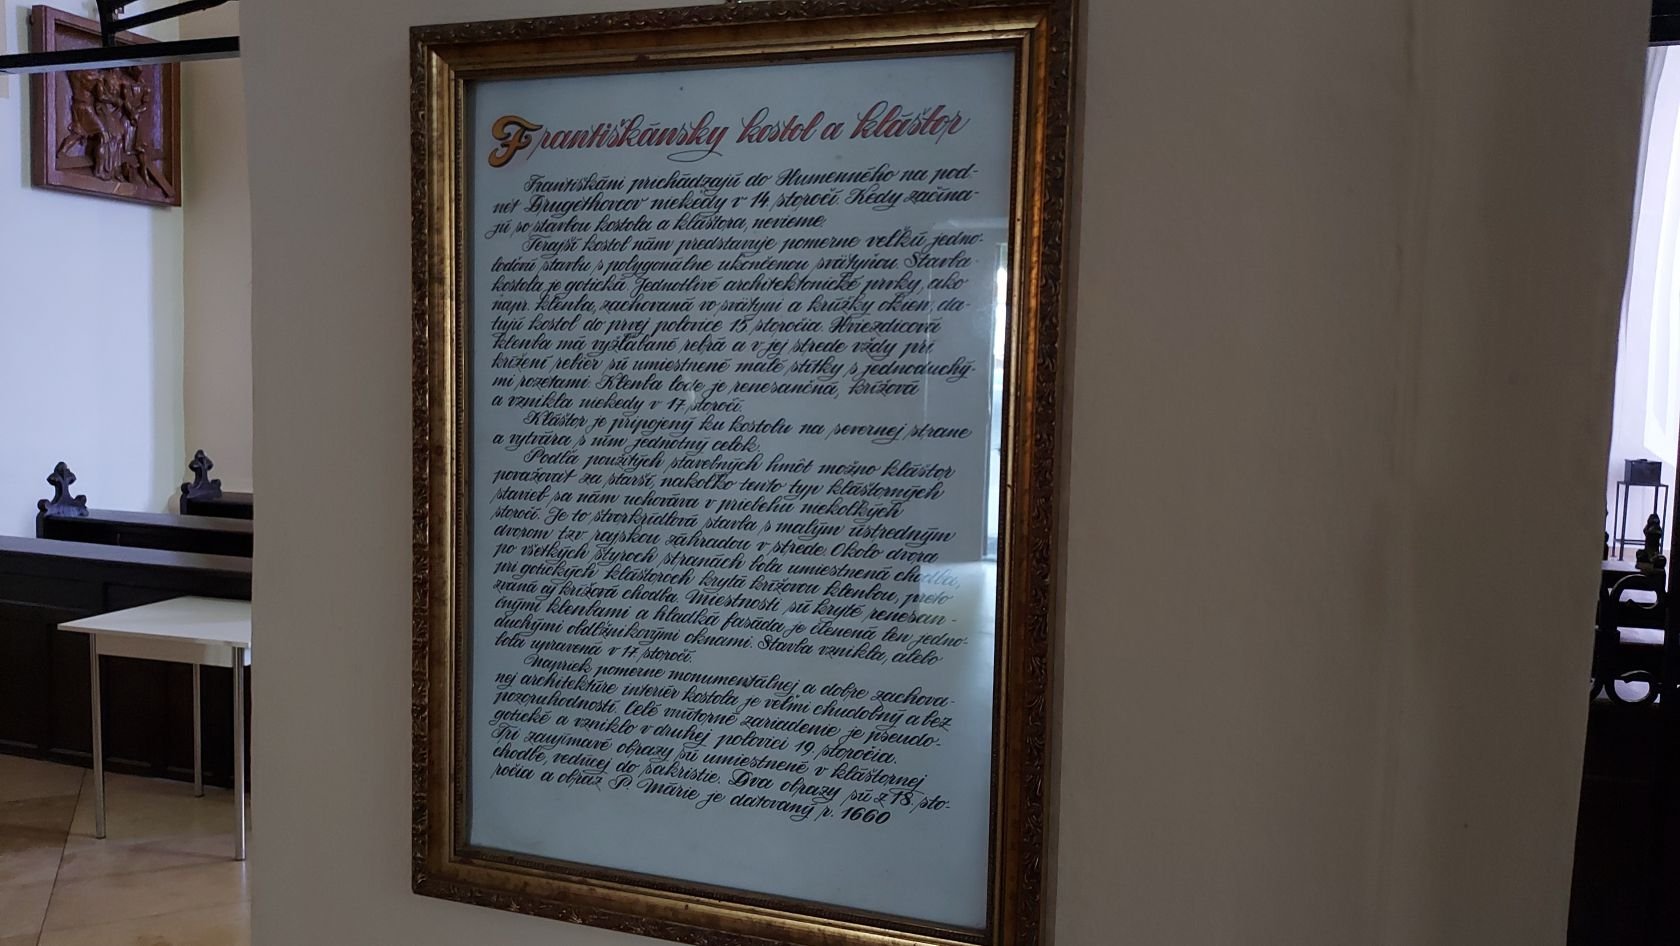 Františkánsky kostol a kláštor
Františkáni prichádzajú do Humenného na pod-
net Drugethovcov niekedy v 14 storočí. Kedy začína-
jú so stavbou kostola a kláštora, nevieme.
Terajší kostol nám predstavuje pomerne veľkú jedno-
loďovú stavbu s polygonálne ukončenou svätyňou. Stavba
kostola je gotická. Jednotlivé architektonické prvky, ako
napr. klenba, zachovaná vo svätyni a krúžky okien, da-
tujú kostol do prvej polovice 15 storočia. Hviezdicová
klenba má vyžľabané rebrá a v jej strede vždy pri
krížení rebier sú umiestnené malé štítky s jednoduchý-
mi rozetami. Klenba lode je renesančná, krížová
a vznikla niekedy v 17 storočí.
Kláštor je pripojený ku kostolu na severnej strane
a vytvára s ním jednotný celok.
Podľa použitých stavebných hmôt možno kláštor
považovať za starší, nakoľko tento typ kláštorných
stavieb sa nám uchováva v priebehu niekoľkých
storočí. Je to štvorkrídlová stavba s malým ústredným
dvorom tzv. rajskou záhradou v strede. Okolo dvora
po všetkých štyroch stranách bola umiestnená chodba,
pri gotických kláštoroch krytá krížovou klenbou, preto
zvaná aj krížová chodba. Miestnosti sú kryté renesan-
čnými klenbami a hladká fasáda je členená len jedno-
duchými obdĺžnikovými oknami. Stavba vznikla, alebo
bola upravená v 17 storočí.
Napriek pomerne monumentálnej a dobre zachova-
nej architektúre interiér kostola je veľmi chudobný a bez
pozoruhodností. Celé vnútorné zariadenie je pseudo-
gotické a vzniklo v druhej polovici 19 storočia.
Tri zaujímavé obrazy sú umiestnené v kláštornej
chodbe, vedúcej do sakristie. Dva obrazy sú z 18. sto-
ročia a obraz P. Márie je datovaný r. 1660